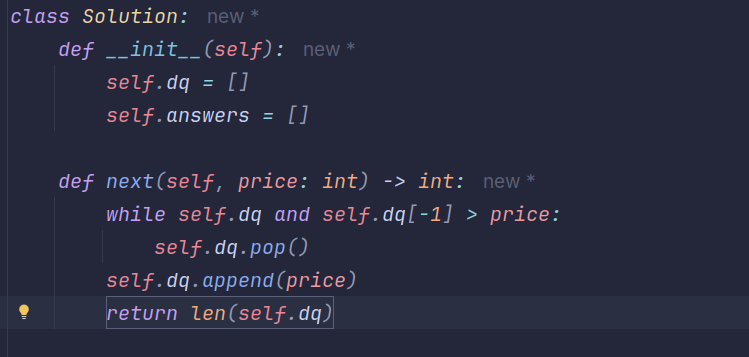 class Solution: new *
    def __init__(self): new *
        self.dq = []
        self.answers = []

    def next(self, price: int) -> int: new *
        while self.dq and self.dq[-1] > price:
            self.dq.pop()
        self.dq.append(price)
        return len(self.dq)